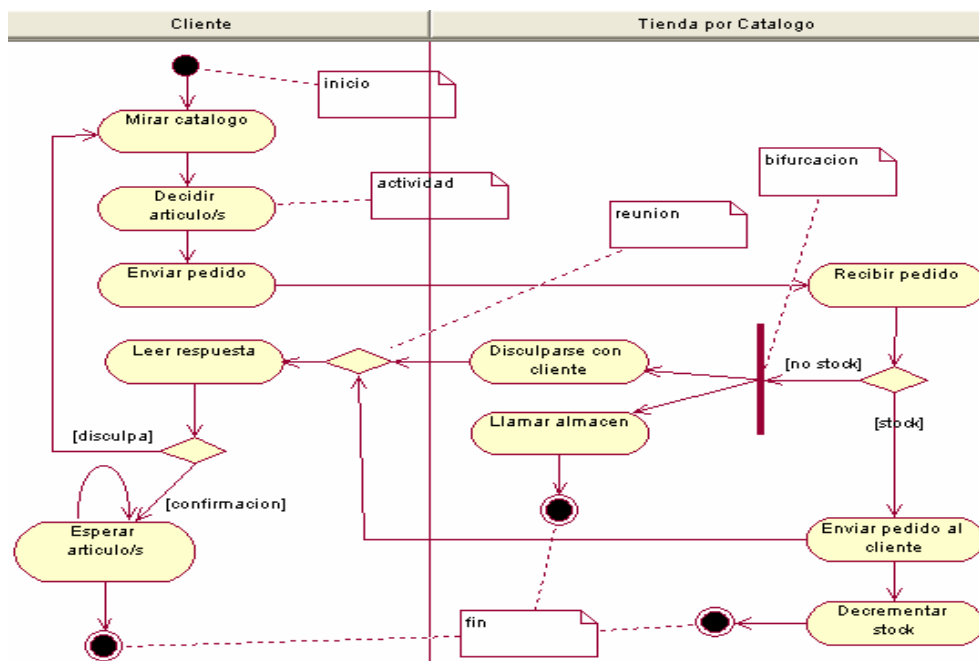 Cliente
Tienda por Catalogo
inicio
Mirar catalogo
bifurcacion
actividad
Decidir
articulo/s
reunion
Enviar pedido
Recibir pedido
Leer respuesta
Disculparse con
cliente
[no stock]
Llamar almacen
[stock]
[disculpa]
[confirmacion]
Esperar
articulo/s
Enviar pedido al
cliente
fin
Decrementar
stock